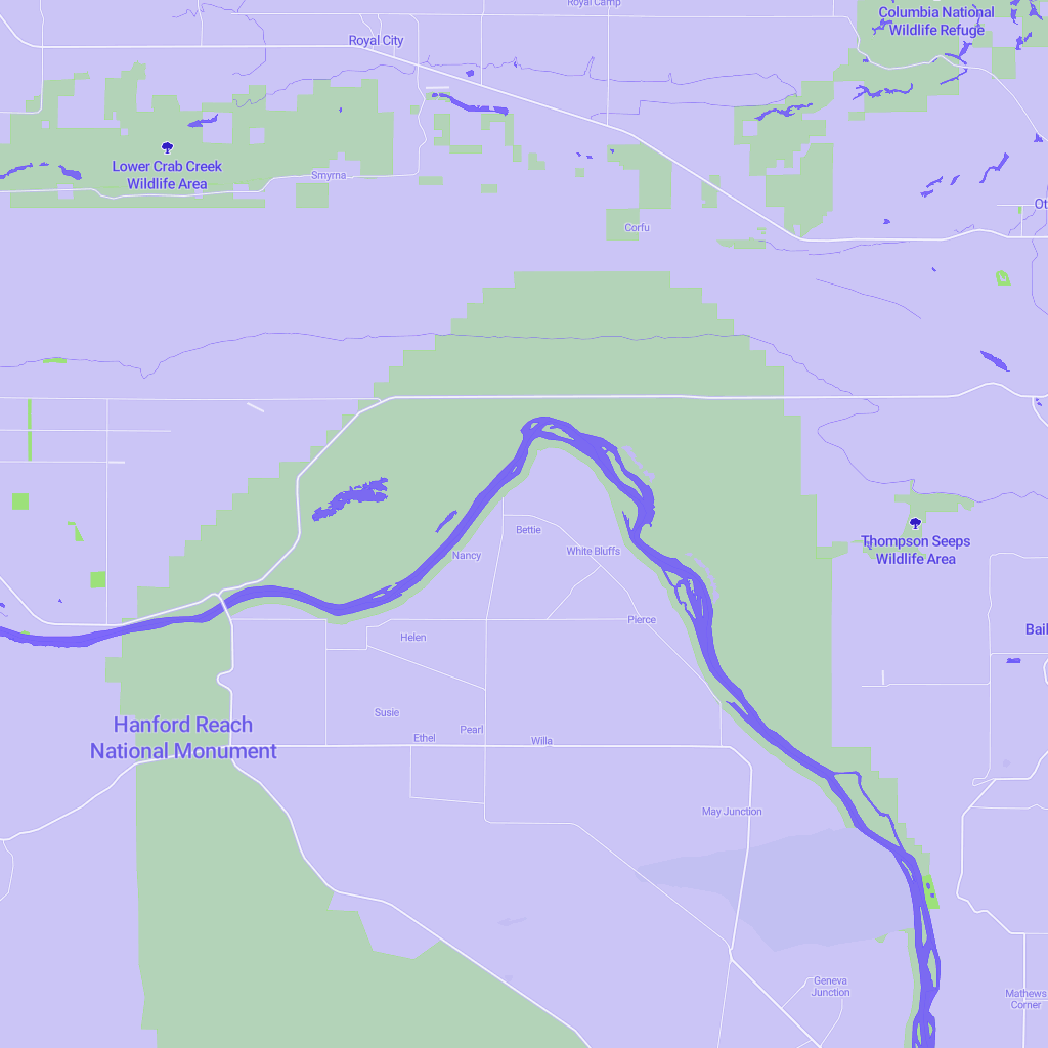 Royal Camp
Columbia National
Wildlife Refuge
Royal City
Lower Crab Creek
Wildlife Area
Smyrna
Ot
Corfu
Bettie
Nancy
White Bluffs
Thompson Seeps
Wildlife Area
Pierce
Helen
Bail
Susie
Hanford Reach
National Monument
Ethel
Pearl
Willa
May Junction
Geneva
Junction
Mathews
Corner